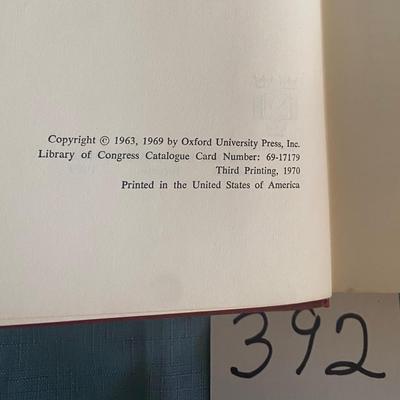 Copyright © 1963, 1969 by Oxford University Press, Inc.
Library of Congress Catalogue Card Number: 69-17179
Third Printing, 1970
Printed in the United States of America
392